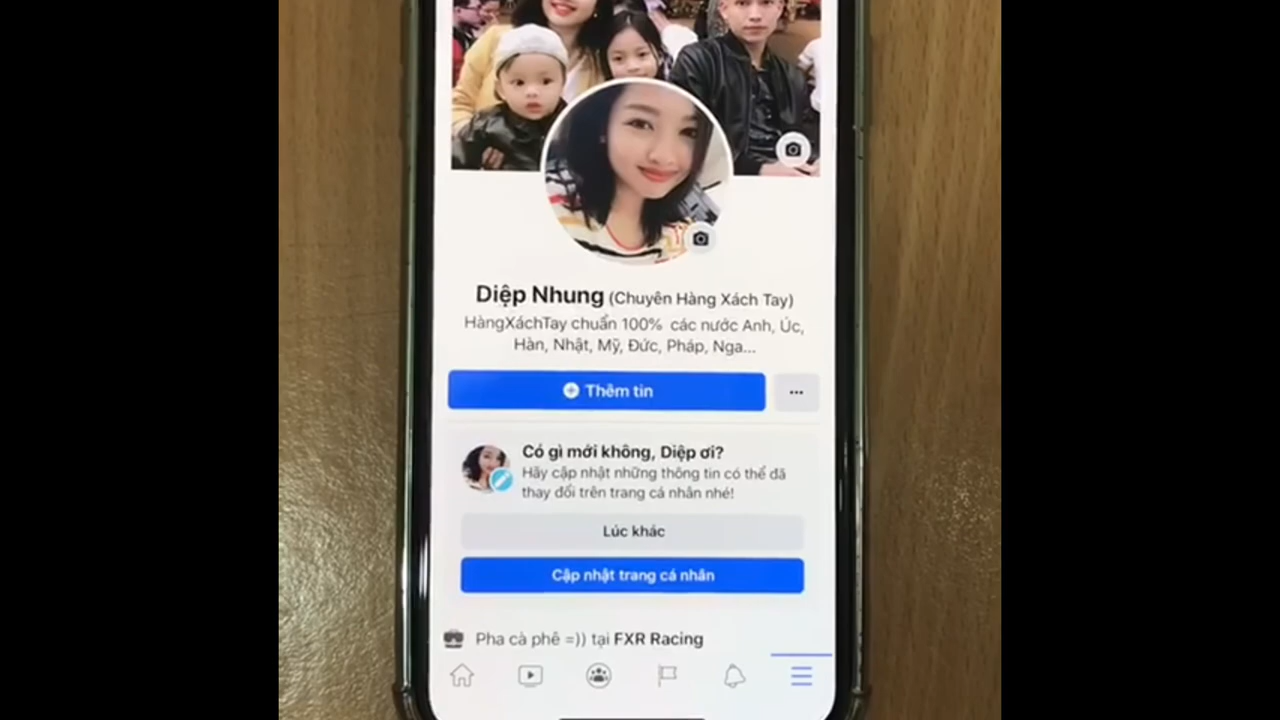 Diệp Nhung (Chuyên Hàng Xách Tay)
HàngXáchTay chuẩn 100% các nước Anh, Úc,
Hàn, Nhật, Mỹ, Đức, Pháp, Nga...
Thêm tin
Có gì mới không, Diệp ơi?
Hãy cập nhật những thông tin có thể đã
thay đổi trên trang cá nhân nhé!
Lúc khác
Cập nhật trang cá nhân
Pha cà phê =)) tại FXR Racing